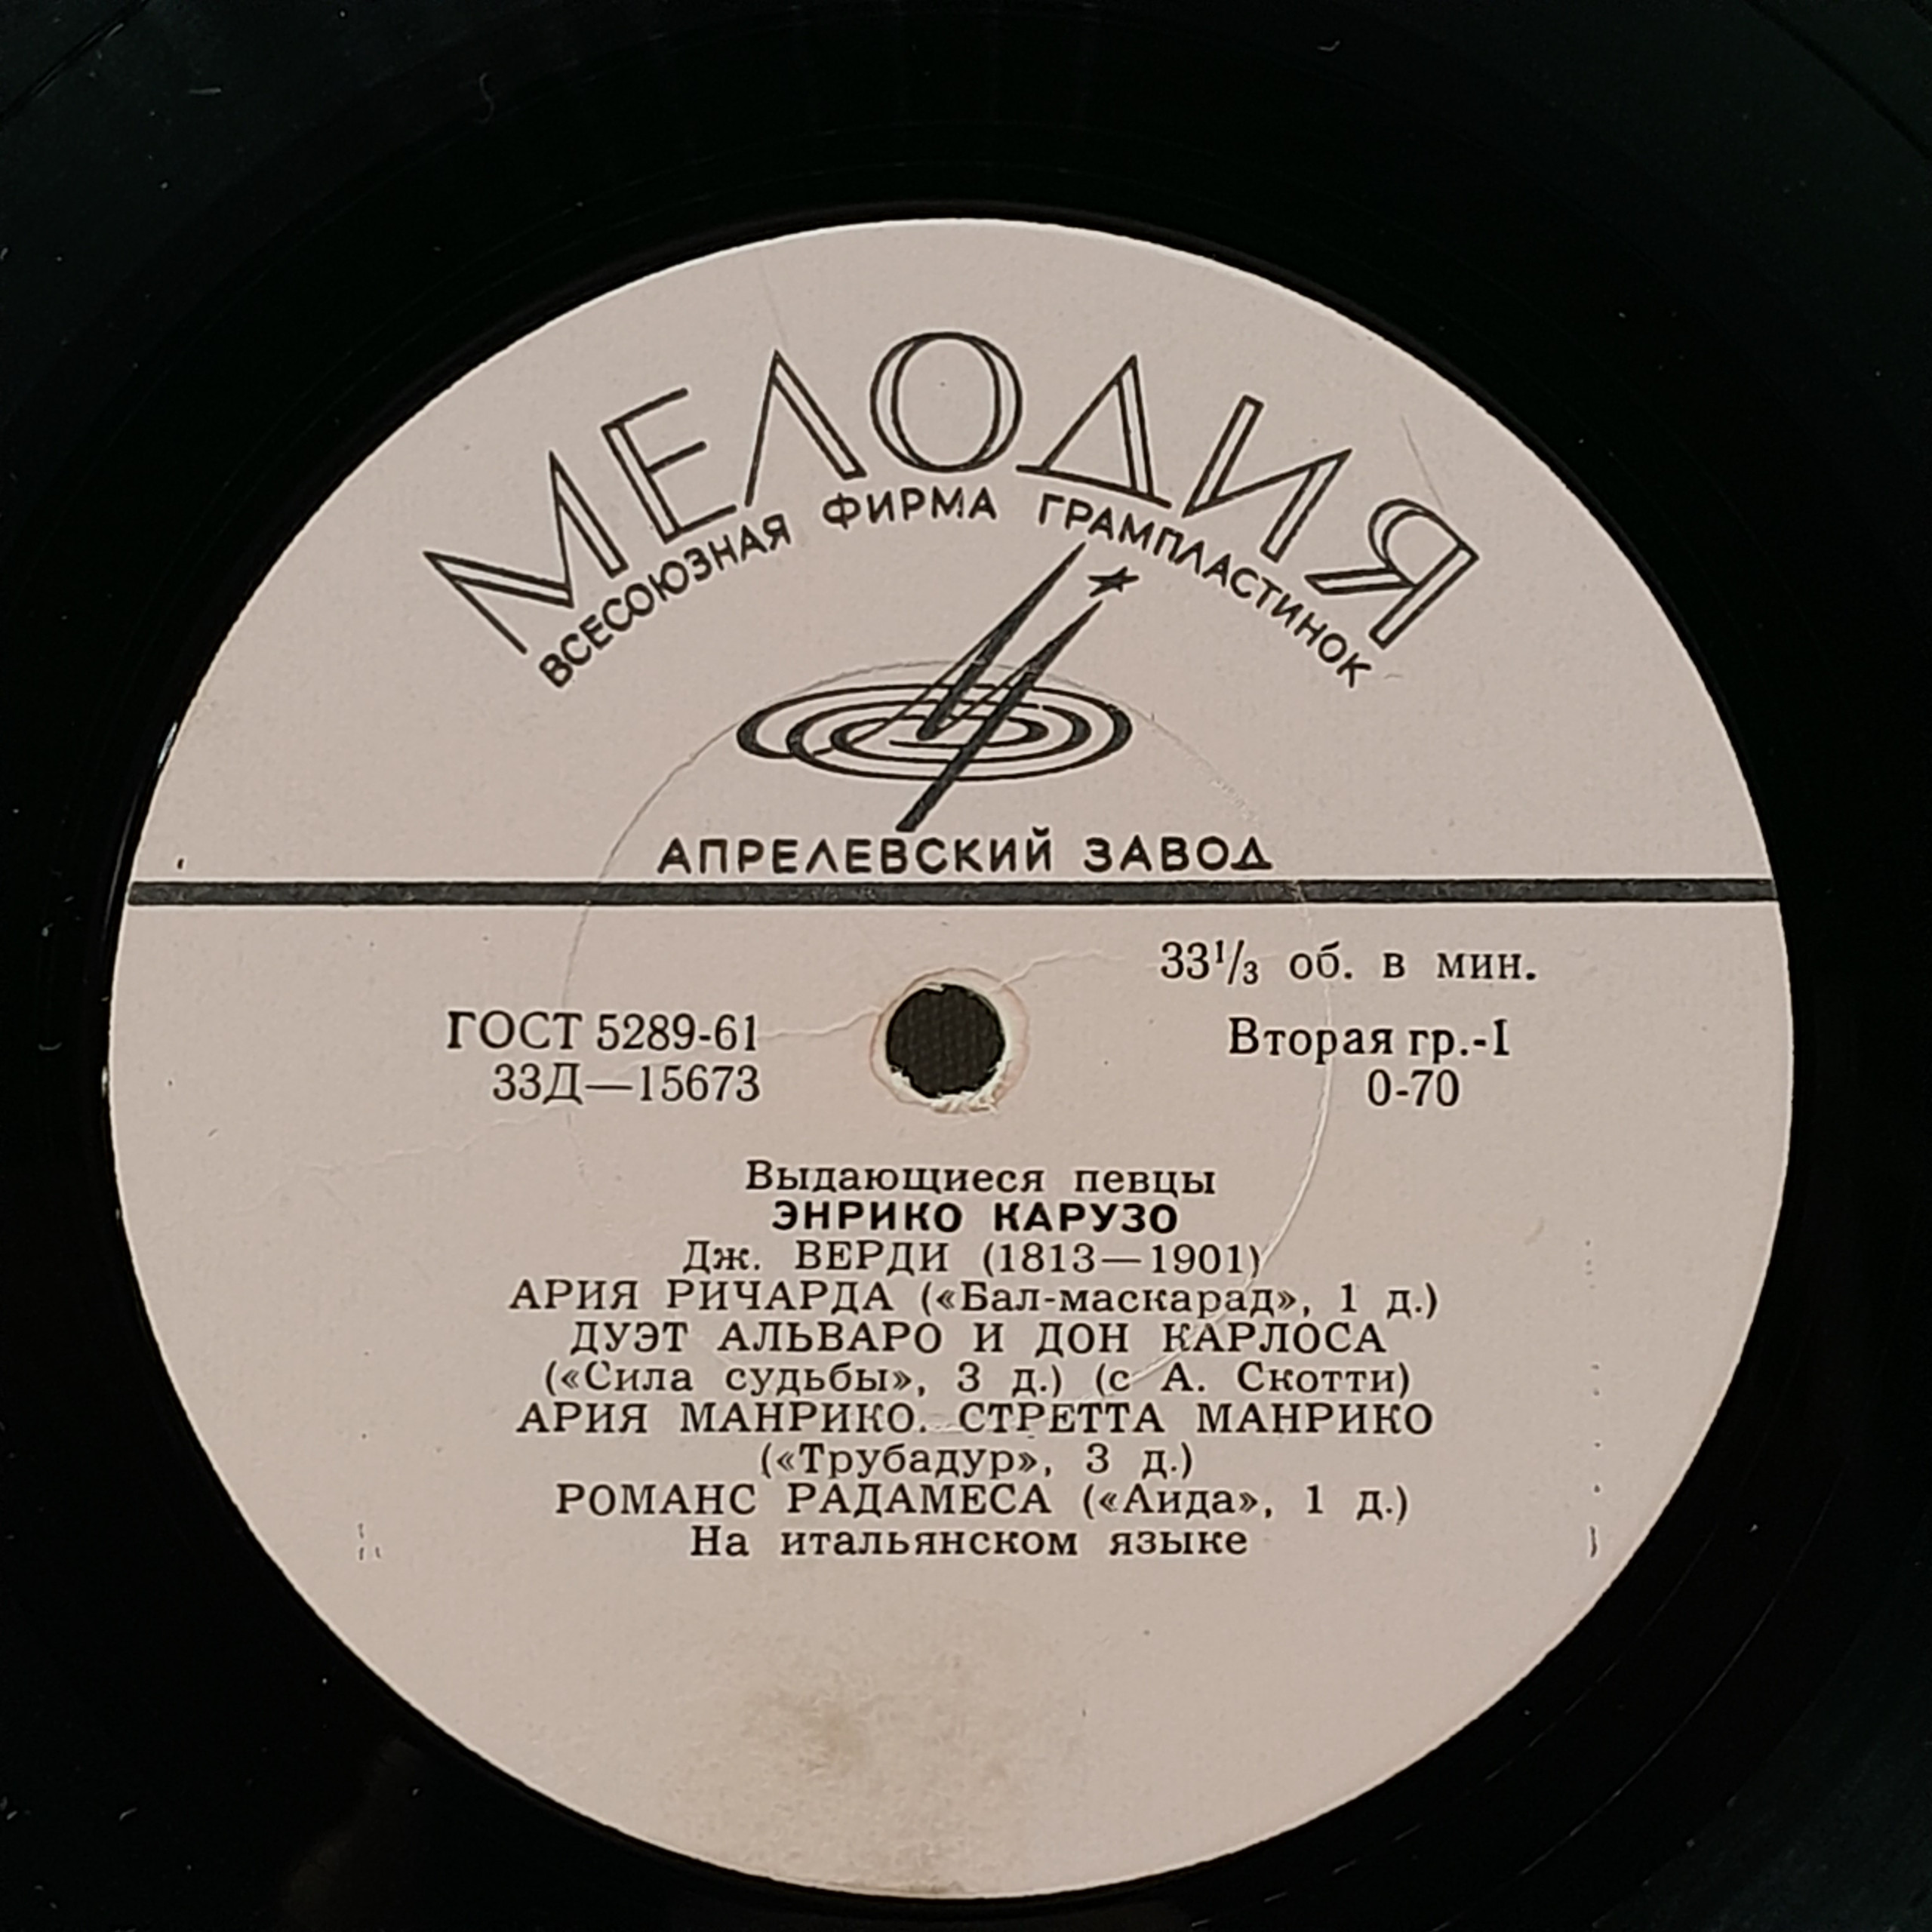 МЕЛОДИЯ
ВСЕСОЮЗНАЯ ФИРМА ГРАМПЛАСТИНОК
АПРЕЛЕВСКИЙ ЗАВОД
33¹/₃ об. в мин.
ГОСТ 5289-61
Вторая гр.-I
33Д—15673
0-70
Выдающиеся певцы
ЭНРИКО КАРУЗО
Дж. ВЕРДИ (1813—1901)
АРИЯ РИЧАРДА («Бал-маскарад», 1 д.)
ДУЭТ АЛЬВАРО И ДОН КАРЛОСА
(«Сила судьбы», 3 д.) (с А. Скотти)
АРИЯ МАНРИКО. СТРЕТТА МАНРИКО
(«Трубадур», 3 д.)
РОМАНС РАДАМЕСА («Аида», 1 д.)
На итальянском языке